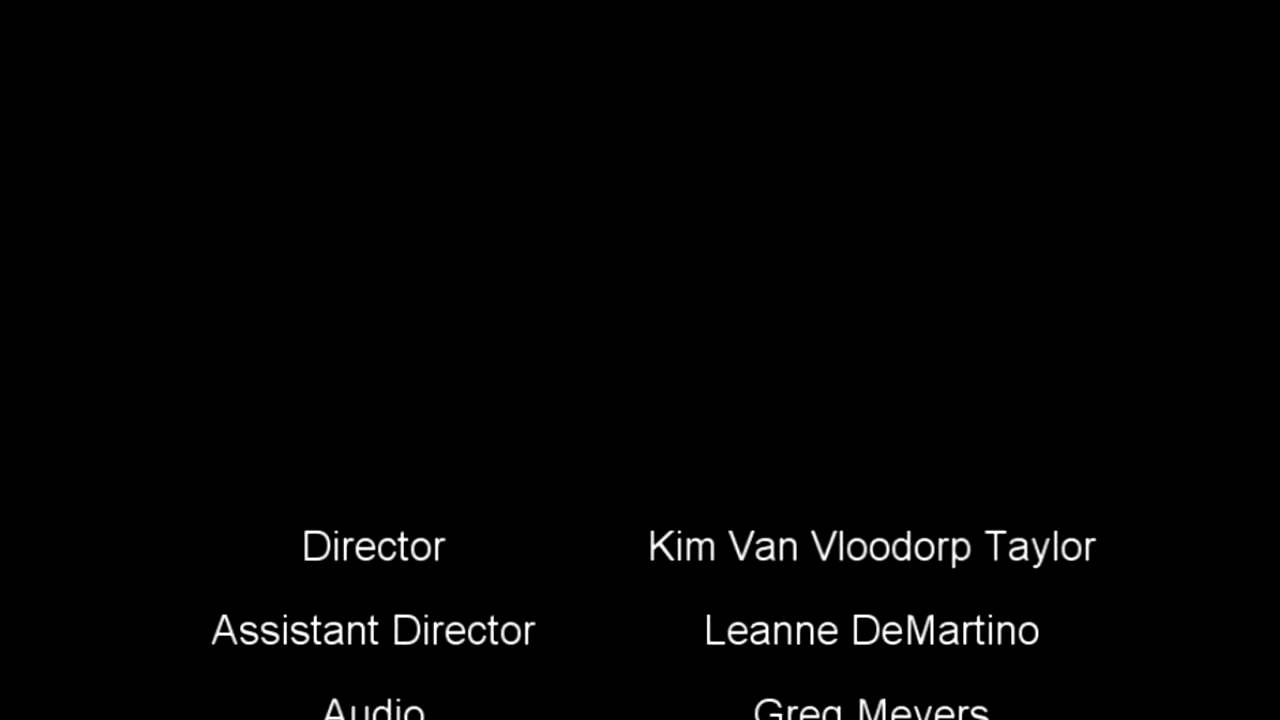 Director Kim Van Vloodorp Taylor
Assistant Director Leanne DeMartino
Audio Greg Meyers